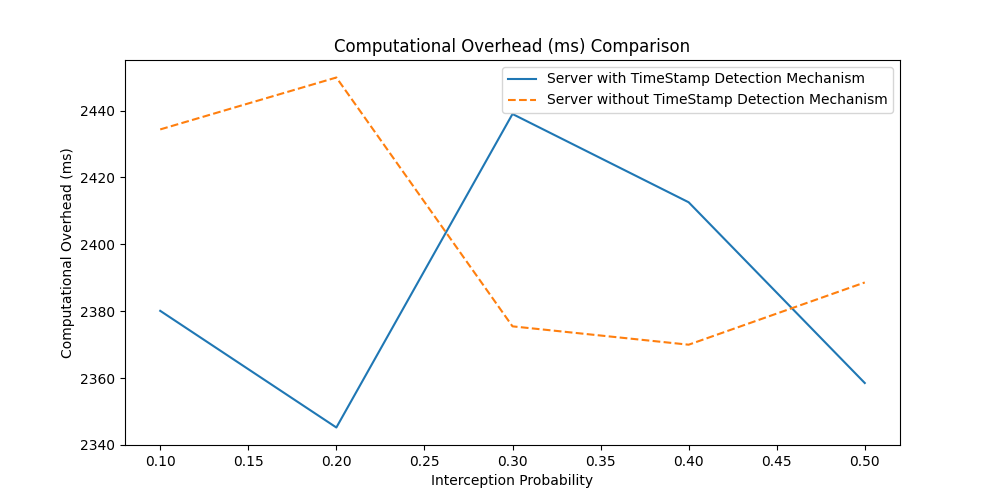 Computational Overhead (ms) Comparison
Server with TimeStamp Detection Mechanism
Server without TimeStamp Detection Mechanism
Computational Overhead (ms)
2440
2420
2400
2380
2360
2340
0.10 0.15 0.20 0.25 0.30 0.35 0.40 0.45 0.50
Interception Probability